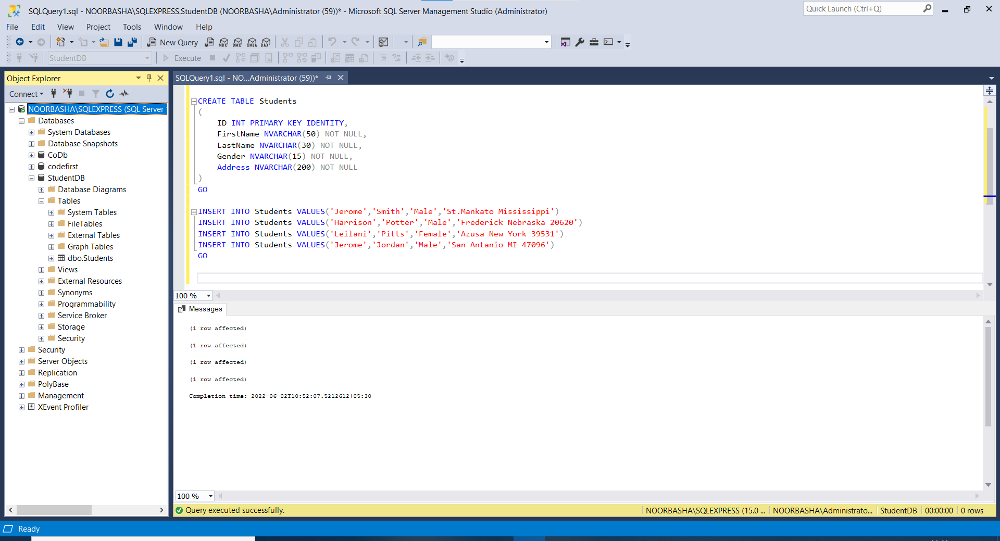 SQLQuery1.sql - NOORBASHA\SQLEXPRESS.StudentDB (NOORBASHA\Administrator (59))* - Microsoft SQL Server Management Studio (Administrator)
Quick Launch (Ctrl+Q)
File Edit View Project Tools Window Help
New Query MDX DMX XMLA DAX
StudentDB Execute
Object Explorer
Connect
NOORBASHA\SQLEXPRESS (SQL Server
Databases
System Databases
Database Snapshots
CoDb
codefirst
StudentDB
Database Diagrams
Tables
System Tables
FileTables
External Tables
Graph Tables
dbo.Students
Views
External Resources
Synonyms
Programmability
Service Broker
Storage
Security
Security
Server Objects
Replication
PolyBase
Management
XEvent Profiler
SQLQuery1.sql - NO...Administrator (59))*
CREATE TABLE Students
(
ID INT PRIMARY KEY IDENTITY,
FirstName NVARCHAR(50) NOT NULL,
LastName NVARCHAR(30) NOT NULL,
Gender NVARCHAR(15) NOT NULL,
Address NVARCHAR(200) NOT NULL
)
GO
INSERT INTO Students VALUES('Jerome','Smith','Male','St.Mankato Mississippi')
INSERT INTO Students VALUES('Harrison','Potter','Male','Frederick Nebraska 20620')
INSERT INTO Students VALUES('Leilani','Pitts','Female','Azusa New York 39531')
INSERT INTO Students VALUES('Jerome','Jordan','Male','San Antanio MI 47096')
GO
100 %
Messages
(1 row affected)
(1 row affected)
(1 row affected)
(1 row affected)
Completion time: 2022-06-02T10:52:07.5212612+05:30
100 %
Query executed successfully.
NOORBASHA\SQLEXPRESS (15.0 ... NOORBASHA\Administrato... StudentDB 00:00:00 0 rows
Ready